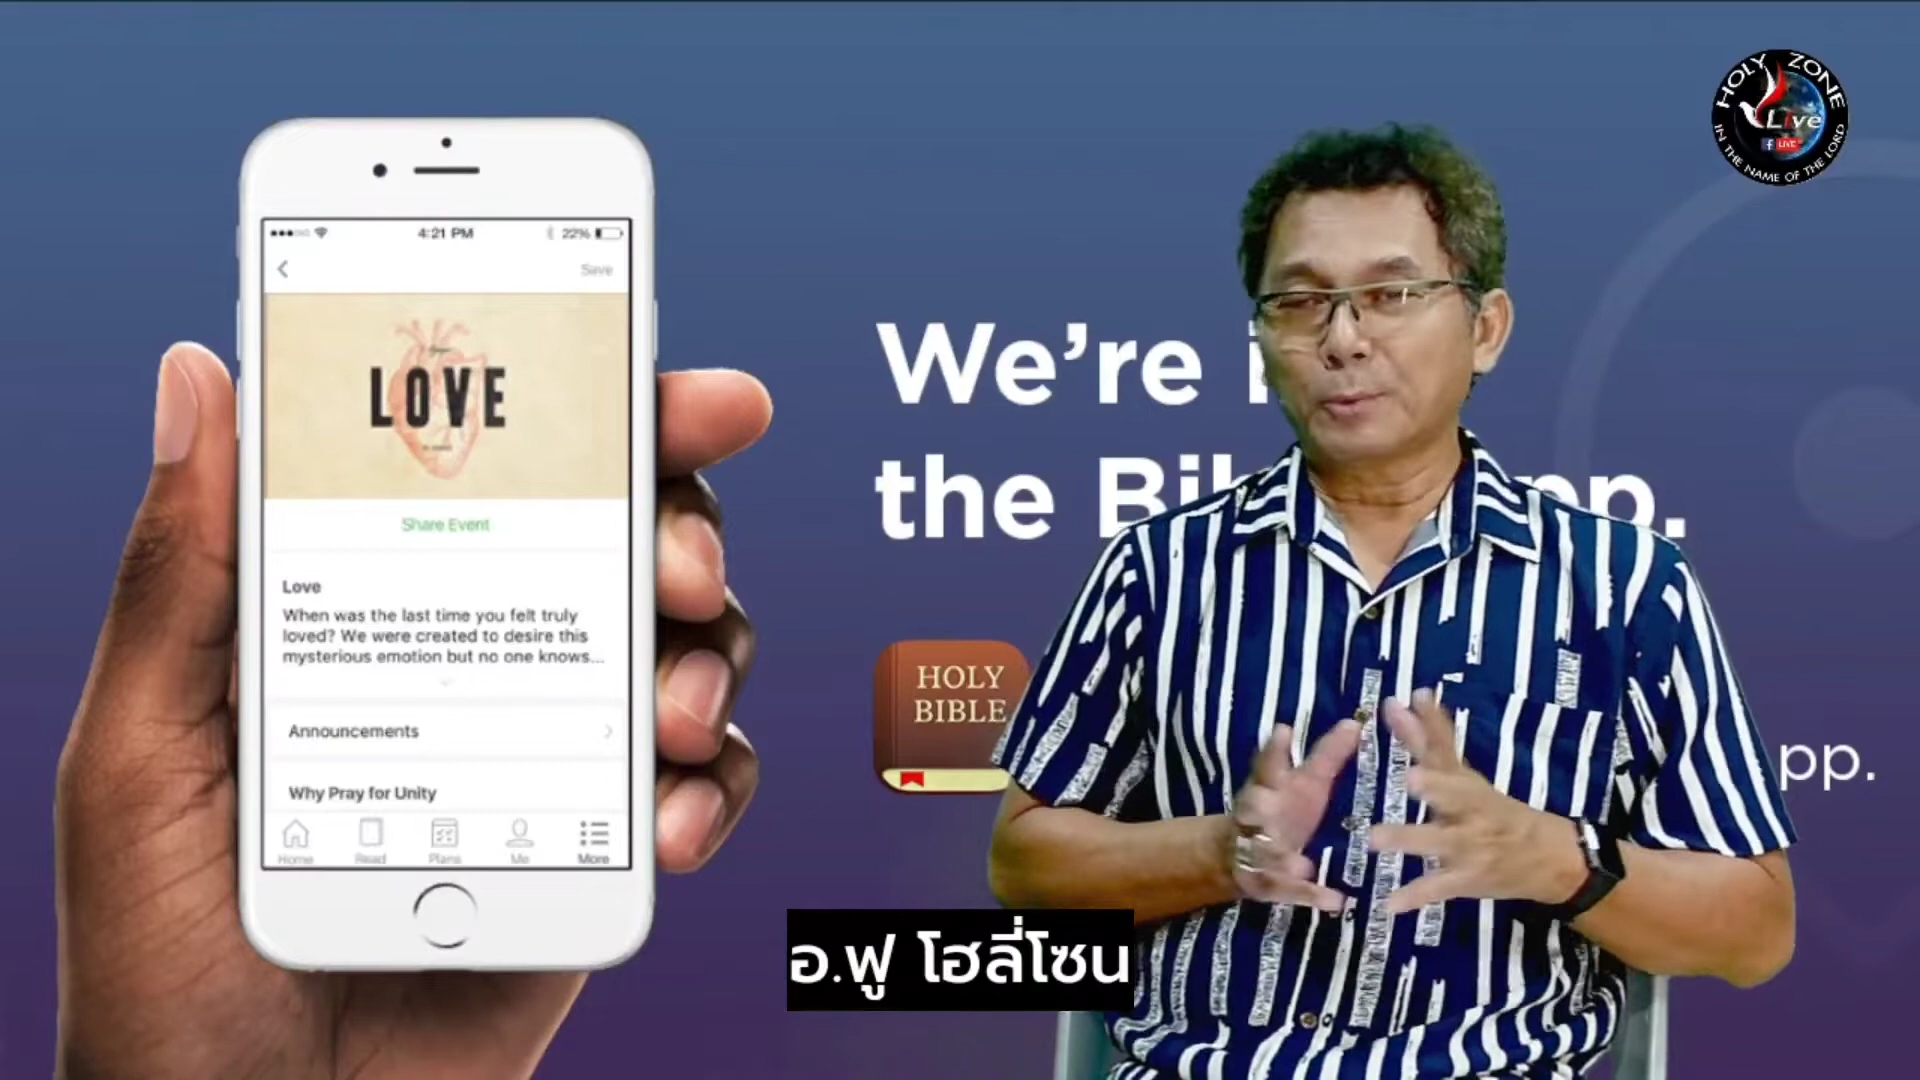 HOLY ZONE
Live
LIVE
IN THE NAME OF THE LORD
4:21 PM
22%
Save
LOVE
Share Event
Love
When was the last time you felt truly
loved? We were created to desire this
mysterious emotion but no one knows...
Announcements
Why Pray for Unity
Home Read Plans Me More
We're i
the Bib pp.
HOLY
BIBLE
pp.
อ.ฟู โฮลี่โซน